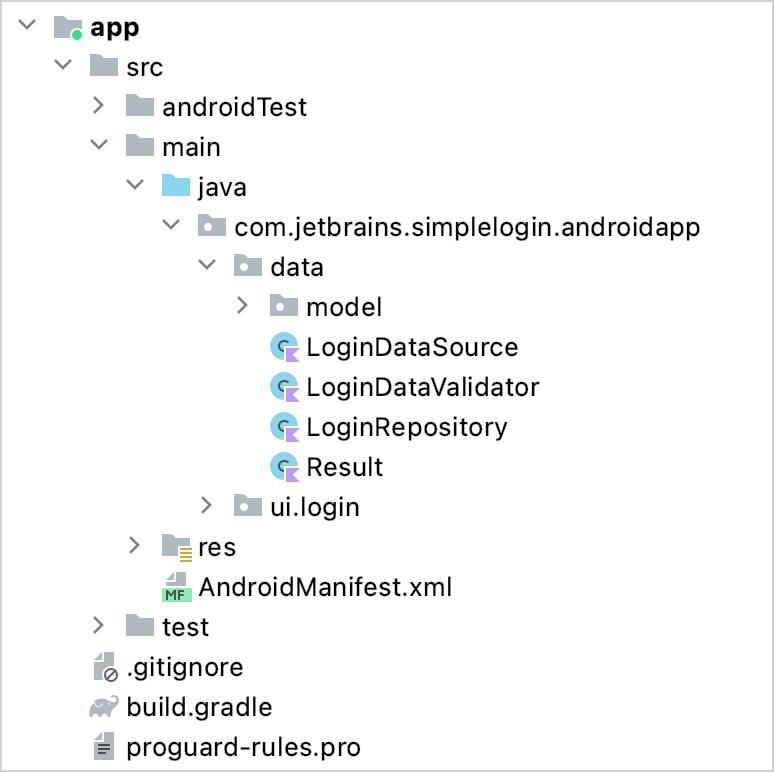 app
src
androidTest
main
java
com.jetbrains.simplelogin.androidapp
data
model
C LoginDataSource
C LoginDataValidator
C LoginRepository
C Result
ui.login
res
MF AndroidManifest.xml
test
.gitignore
build.gradle
proguard-rules.pro